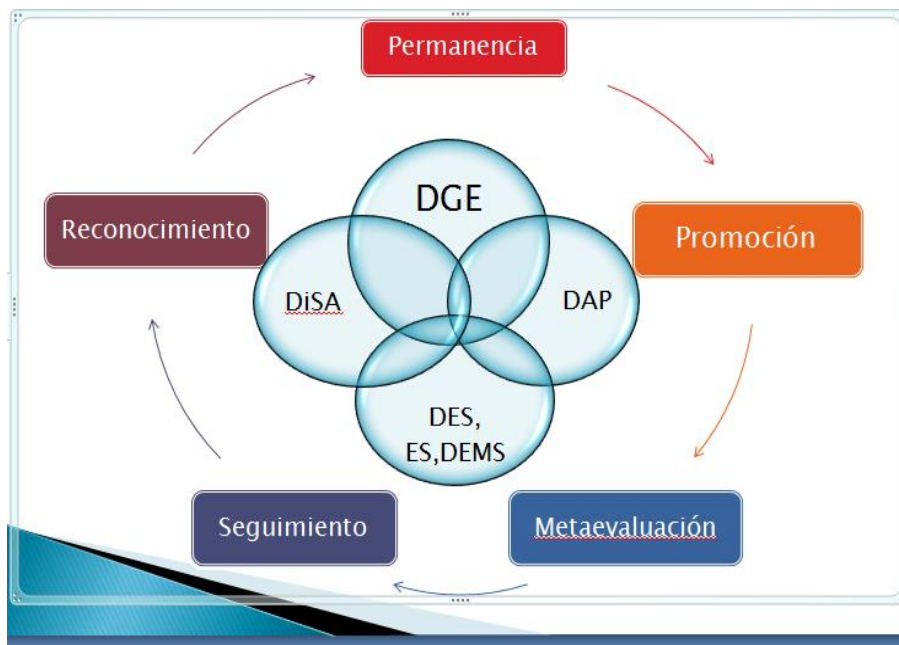 Permanencia
DGE
Reconocimiento
Promoción
DiSA
DAP
DES,
ES,DEMS
Seguimiento
Metaevaluación